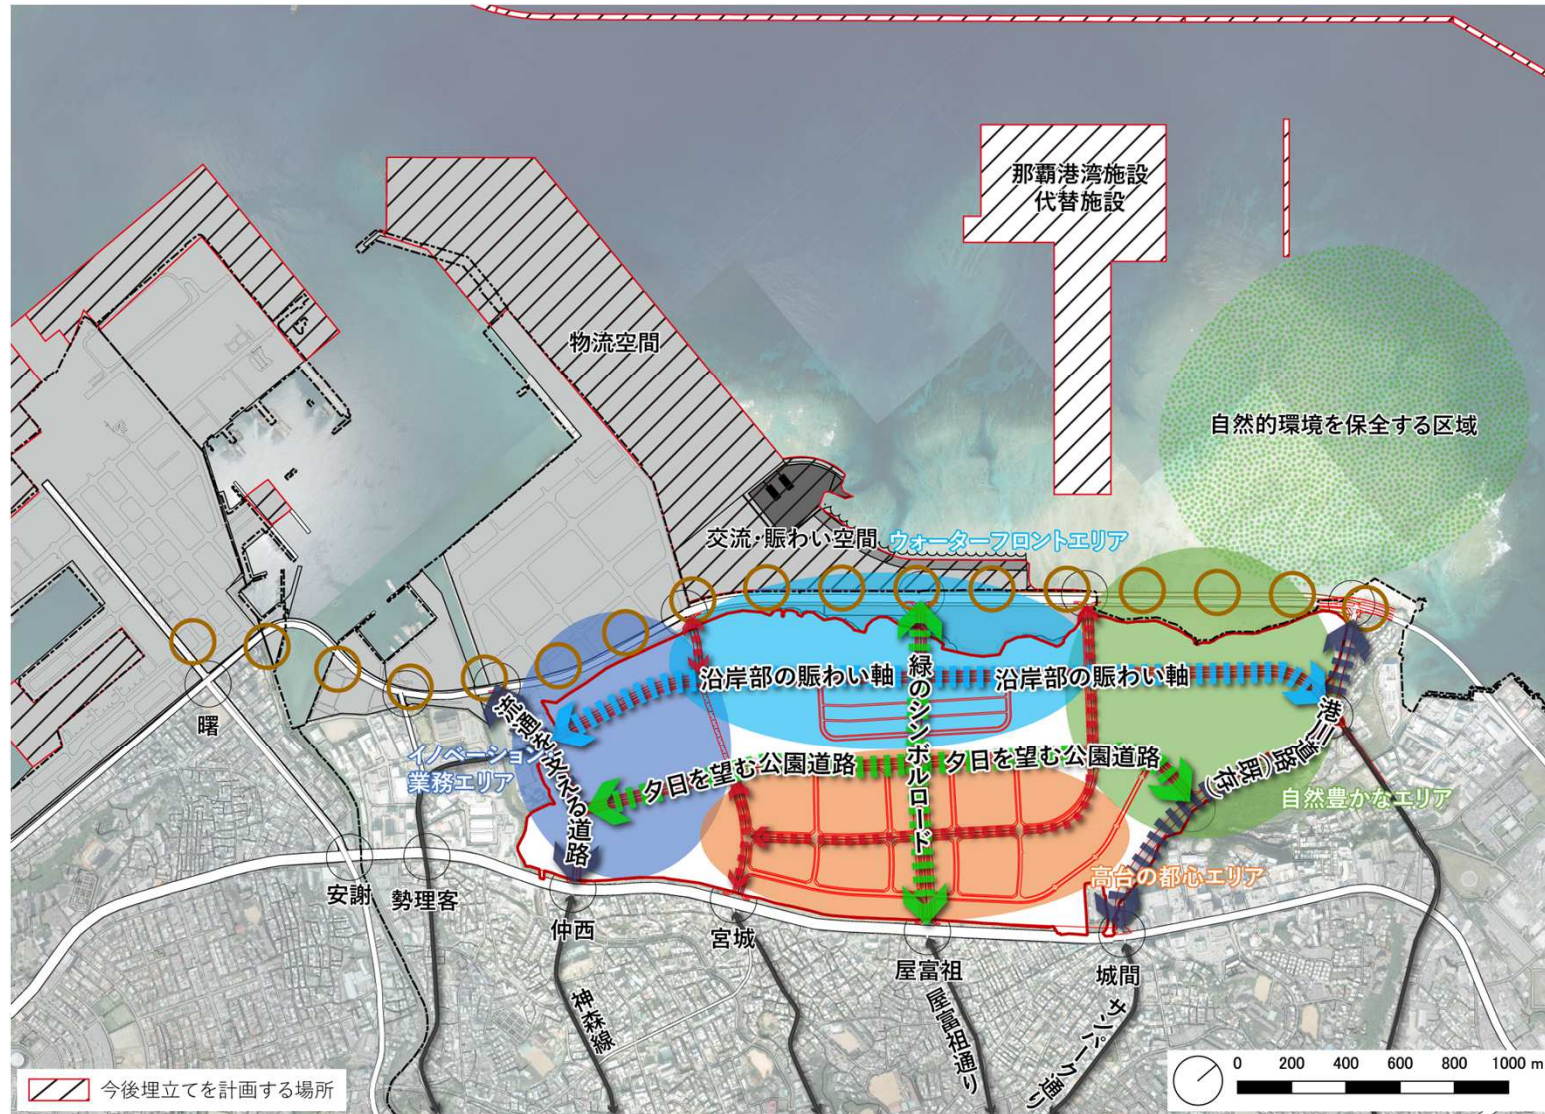 那覇港湾施設
代替施設
物流空間
自然的環境を保全する区域
交流・賑わい空間
ウォーターフロントエリア
沿岸部の賑わい軸
沿岸部の賑わい軸
緑のシンボルロード
流通を支える道路
港川道路(既存)
曙
イノベーション
業務エリア
夕日を望む公園道路
夕日を望む公園道路
自然豊かなエリア
高台の都心エリア
安謝
勢理客
仲西
宮城
屋富祖
城間
神森線
屋富祖通り
サンパーク通り
今後埋立てを計画する場所
0 200 400 600 800 1000 m